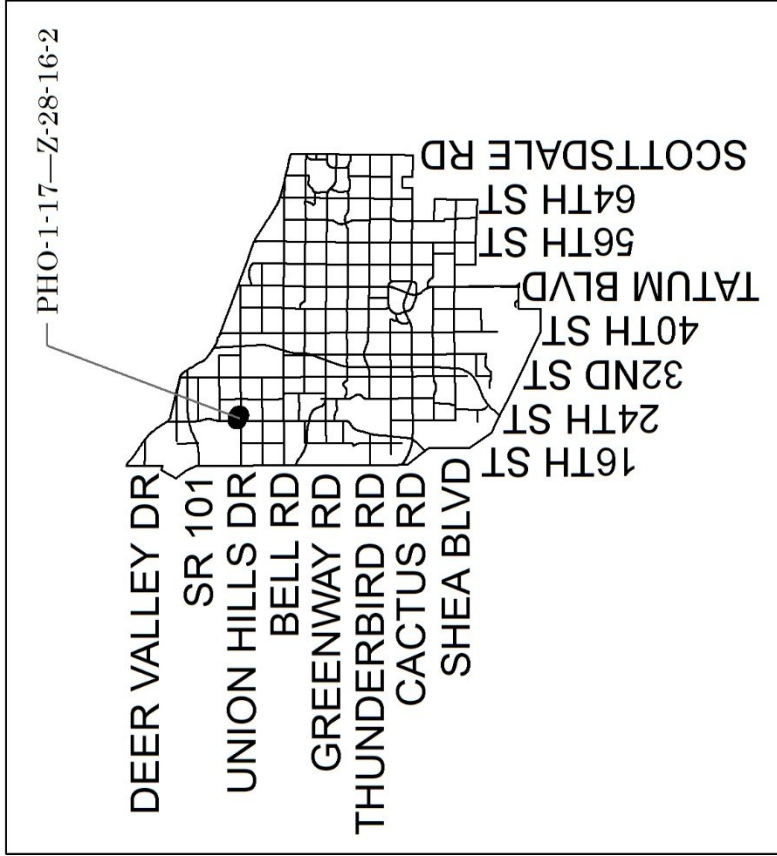 PHO-1-17—Z-28-16-2
DEER VALLEY DR
SR 101
UNION HILLS DR
BELL RD
GREENWAY RD
THUNDERBIRD RD
CACTUS RD
SHEA BLVD
16TH ST
24TH ST
32ND ST
40TH ST
TATUM BLVD
56TH ST
64TH ST
SCOTTSDALE RD